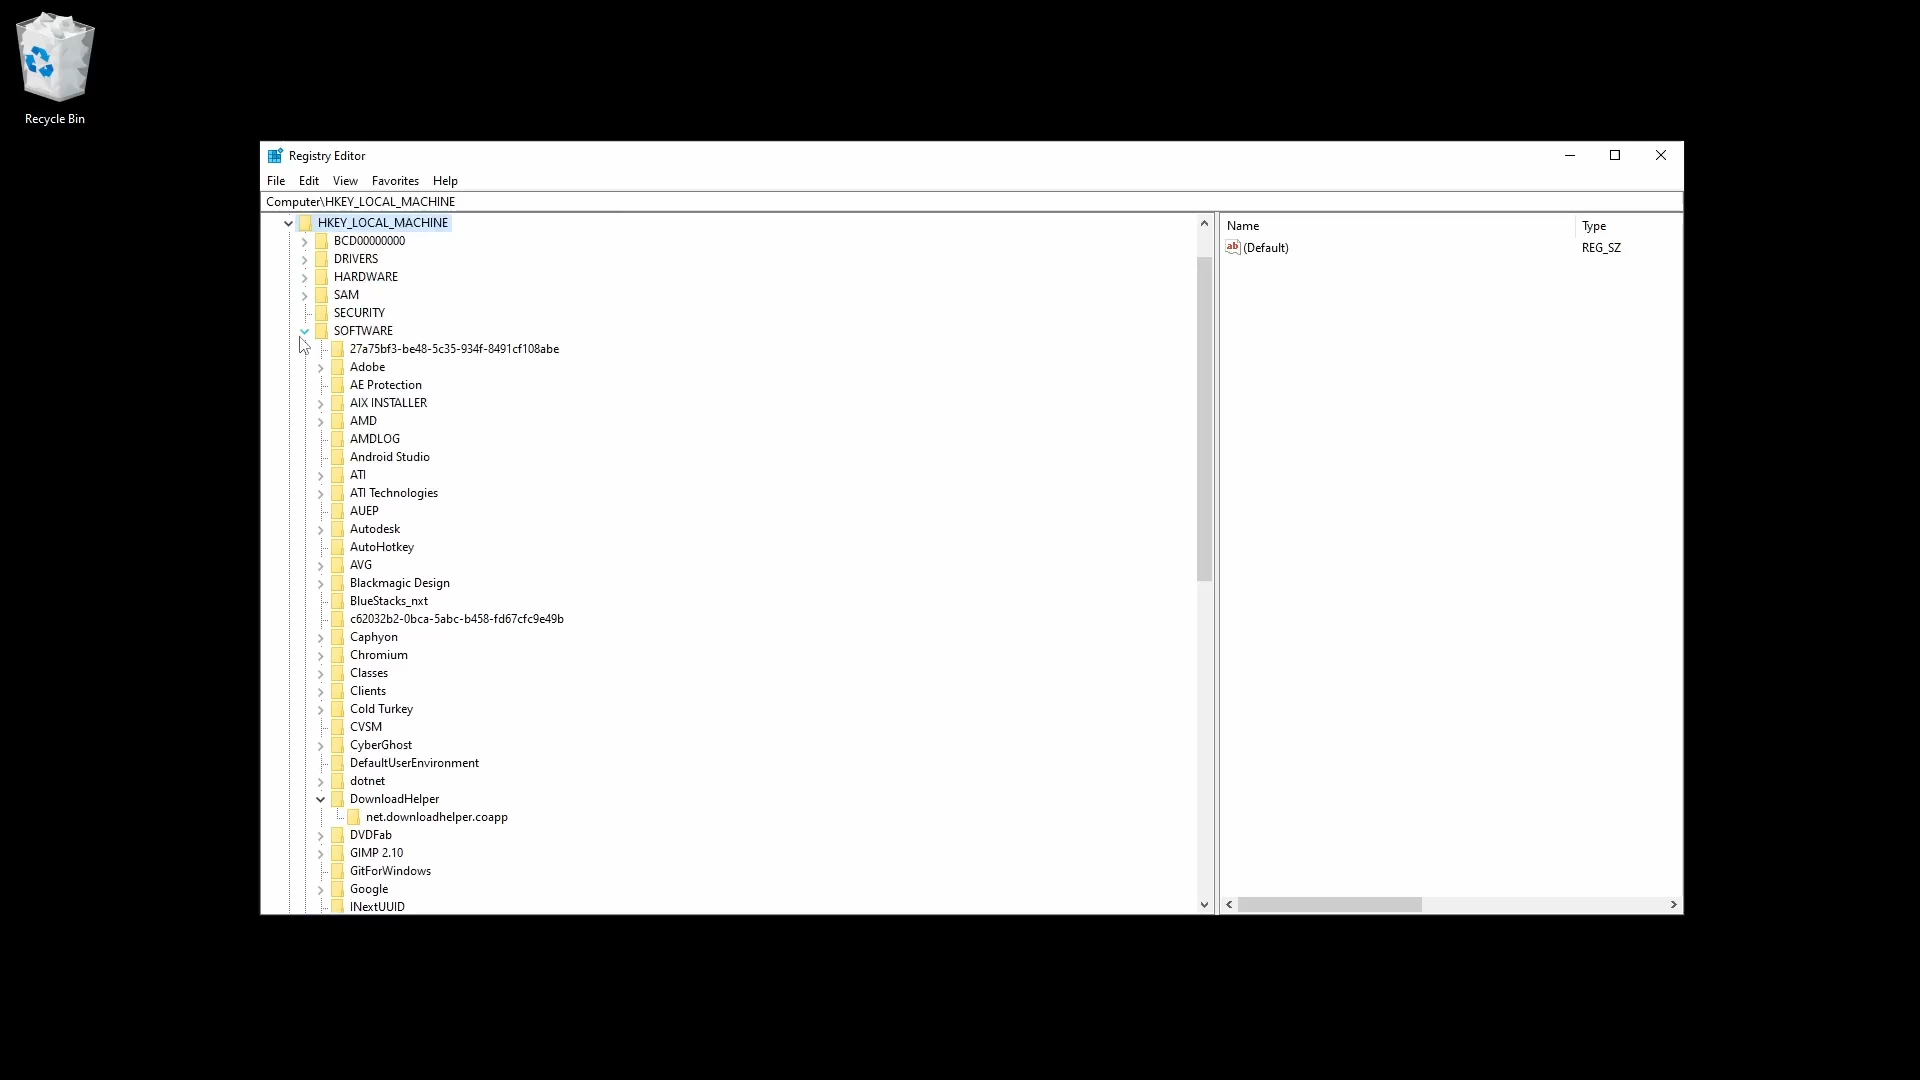 Recycle Bin
Registry Editor
File Edit View Favorites Help
Computer\HKEY_LOCAL_MACHINE
HKEY_LOCAL_MACHINE
BCD00000000
DRIVERS
HARDWARE
SAM
SECURITY
SOFTWARE
27a75bf3-be48-5c35-934f-8491cf108abe
Adobe
AE Protection
AIX INSTALLER
AMD
AMDLOG
Android Studio
ATI
ATI Technologies
AUEP
Autodesk
AutoHotkey
AVG
Blackmagic Design
BlueStacks_nxt
c62032b2-0bca-5abc-b458-fd67cfc9e49b
Caphyon
Chromium
Classes
Clients
Cold Turkey
CVSM
CyberGhost
DefaultUserEnvironment
dotnet
DownloadHelper
net.downloadhelper.coapp
DVDFab
GIMP 2.10
GitForWindows
Google
INextUUID
Name Type
ab (Default) REG_SZ